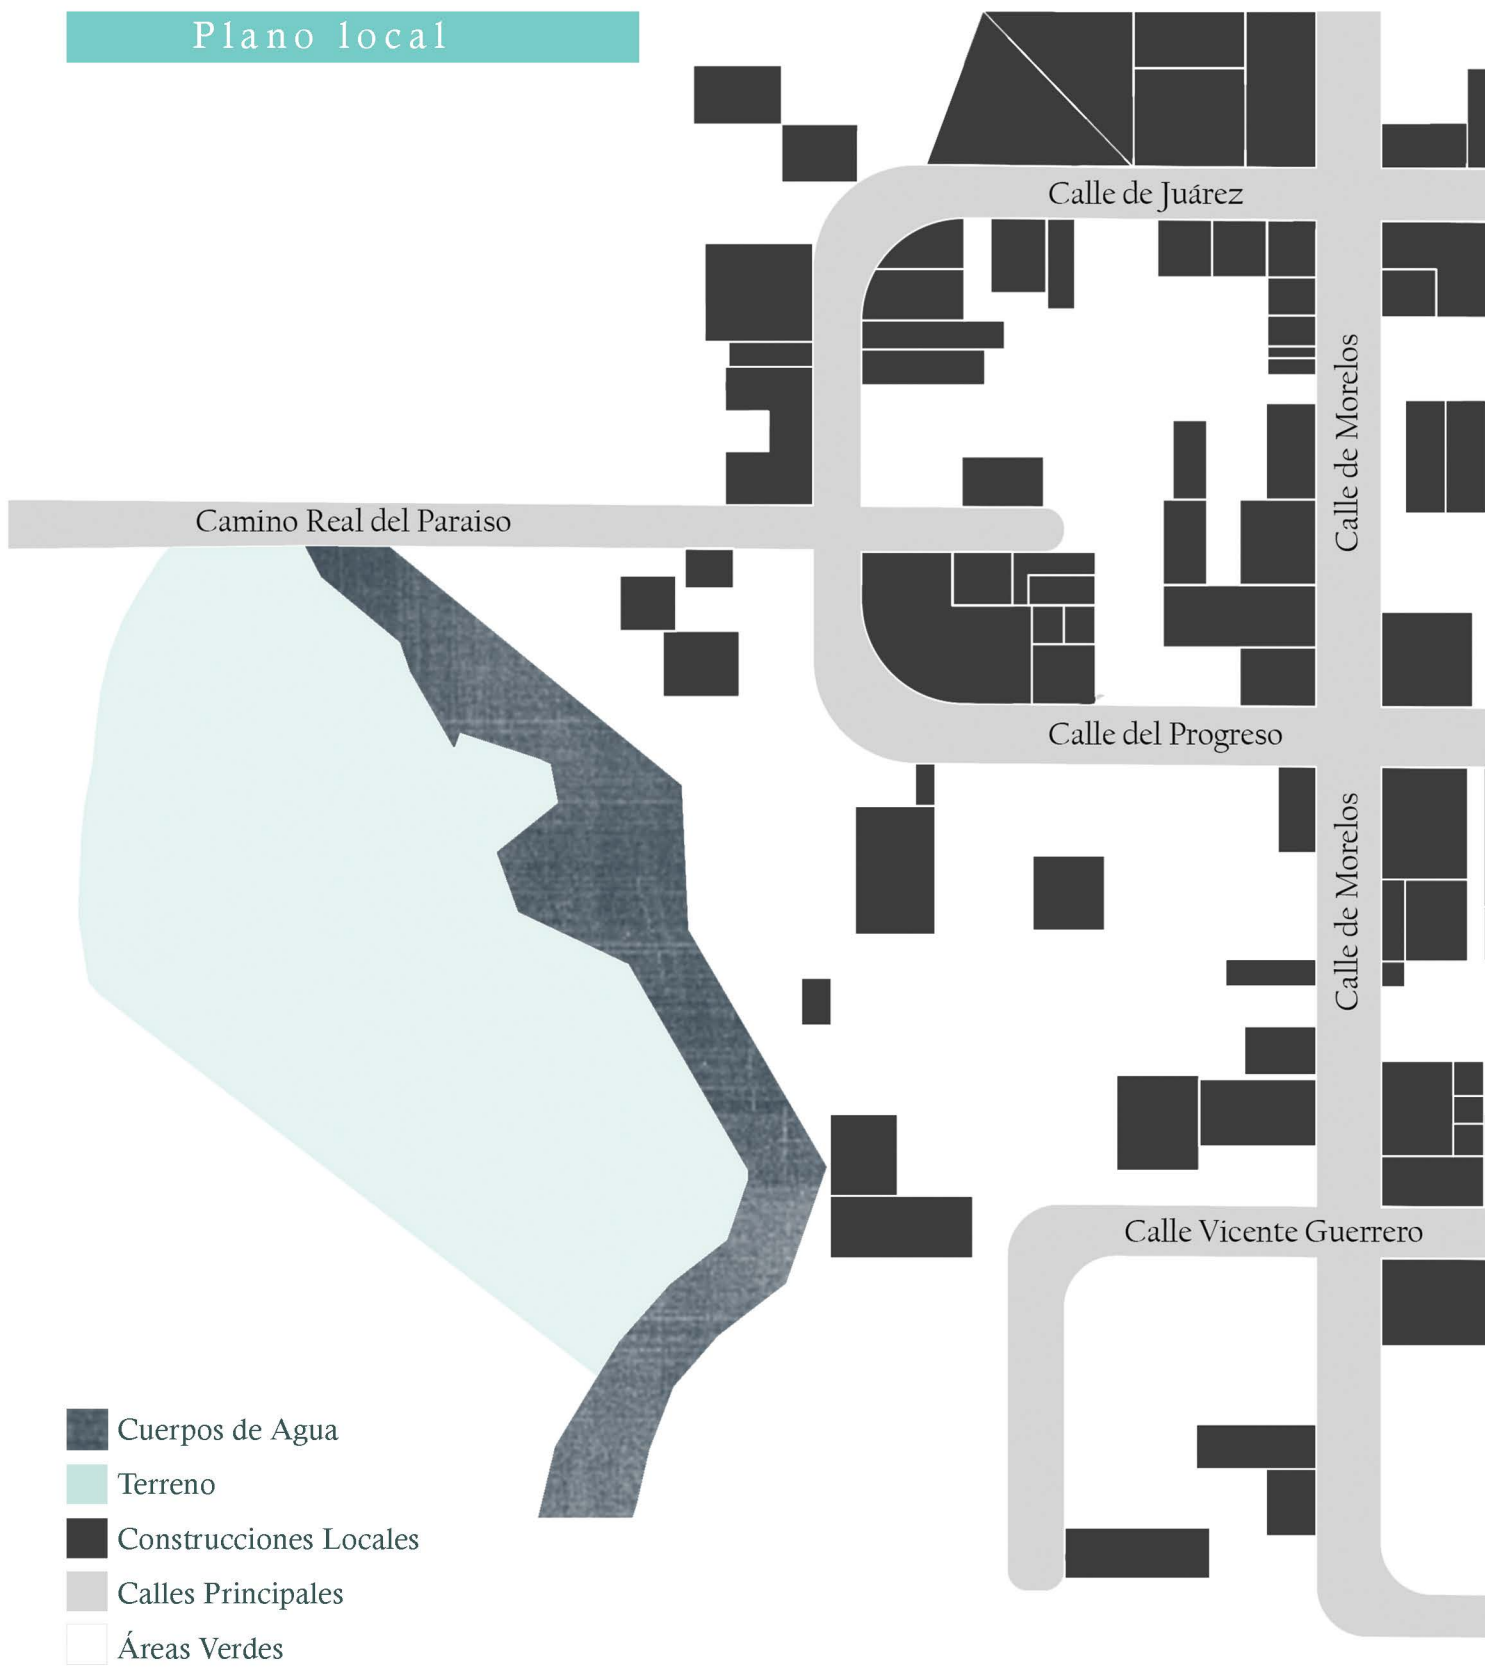 Plano local
Calle de Juárez
Calle de Morelos
Camino Real del Paraiso
Calle del Progreso
Calle de Morelos
Calle Vicente Guerrero
Cuerpos de Agua
Terreno
Construcciones Locales
Calles Principales
Áreas Verdes